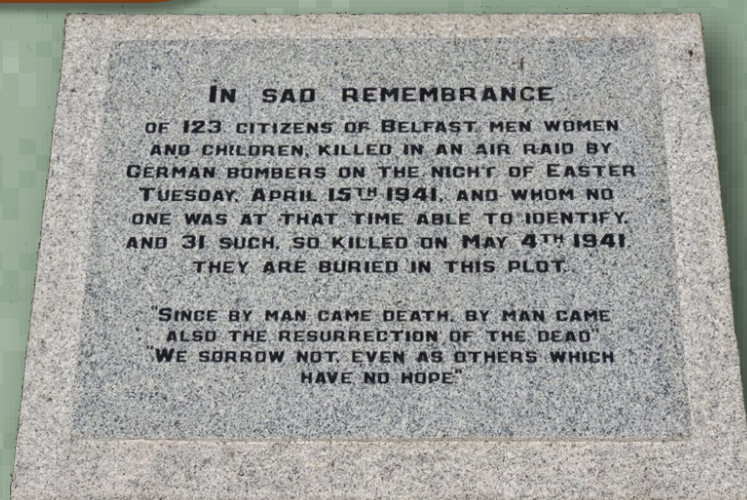 IN SAD REMEMBRANCE
OF 123 CITIZENS OF BELFAST, MEN WOMEN
AND CHILDREN, KILLED IN AN AIR RAID BY
GERMAN BOMBERS ON THE NIGHT OF EASTER
TUESDAY, APRIL 15TH 1941, AND WHOM NO
ONE WAS AT THAT TIME ABLE TO IDENTIFY,
AND 31 SUCH, SO KILLED ON MAY 4TH 1941
THEY ARE BURIED IN THIS PLOT.
"SINCE BY MAN CAME DEATH, BY MAN CAME
ALSO THE RESURRECTION OF THE DEAD"
"WE SORROW NOT, EVEN AS OTHERS WHICH
HAVE NO HOPE"